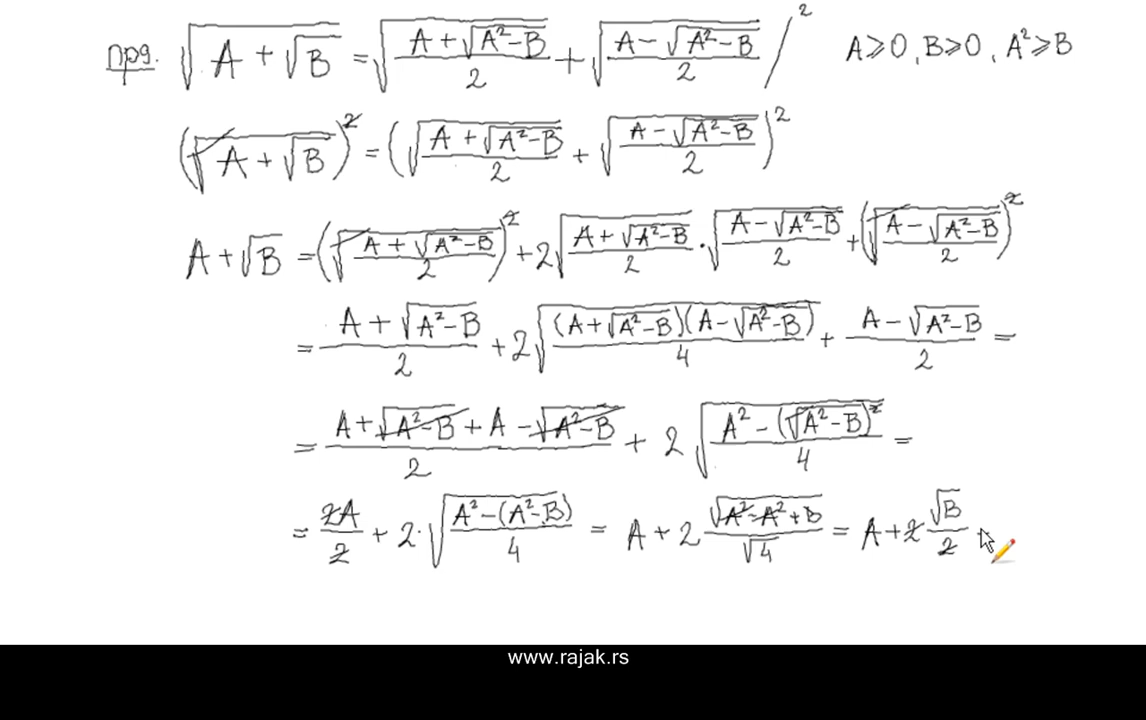 прд. √(A + √B) = √((A + √(A²−B))/2) + √((A − √(A²−B))/2) /² A ⩾ 0, B ⩾ 0, A² ⩾ B
(√(A + √B))² = (√((A + √(A²−B))/2) + √((A − √(A²−B))/2))²
A + √B = (√((A + √(A²−B))/2))² + 2√((A + √(A²−B))/2) · √((A − √(A²−B))/2) + (√((A − √(A²−B))/2))²
= (A + √(A²−B))/2 + 2√(((A + √(A²−B))(A − √(A²−B)))/4) + (A − √(A²−B))/2 =
= (A + √(A²−B) + A − √(A²−B))/2 + 2√((A² − (√(A²−B))²)/4) =
= 2A/2 + 2·√((A² − (A²−B))/4) = A + 2 √(A² − A² + B)/√4 = A + 2 √B/2
www.rajak.rs